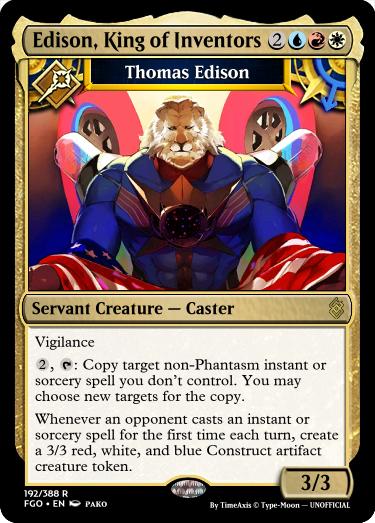 Edison, King of Inventors 2
Thomas Edison
Servant Creature — Caster
Vigilance
2, : Copy target non-Phantasm instant or
sorcery spell you don't control. You may
choose new targets for the copy.
Whenever an opponent casts an instant or
sorcery spell for the first time each turn, create
a 3/3 red, white, and blue Construct artifact
creature token.
3/3
192/388 R
FGO • EN PAKO
By TimeAxis © Type-Moon — UNOFFICIAL